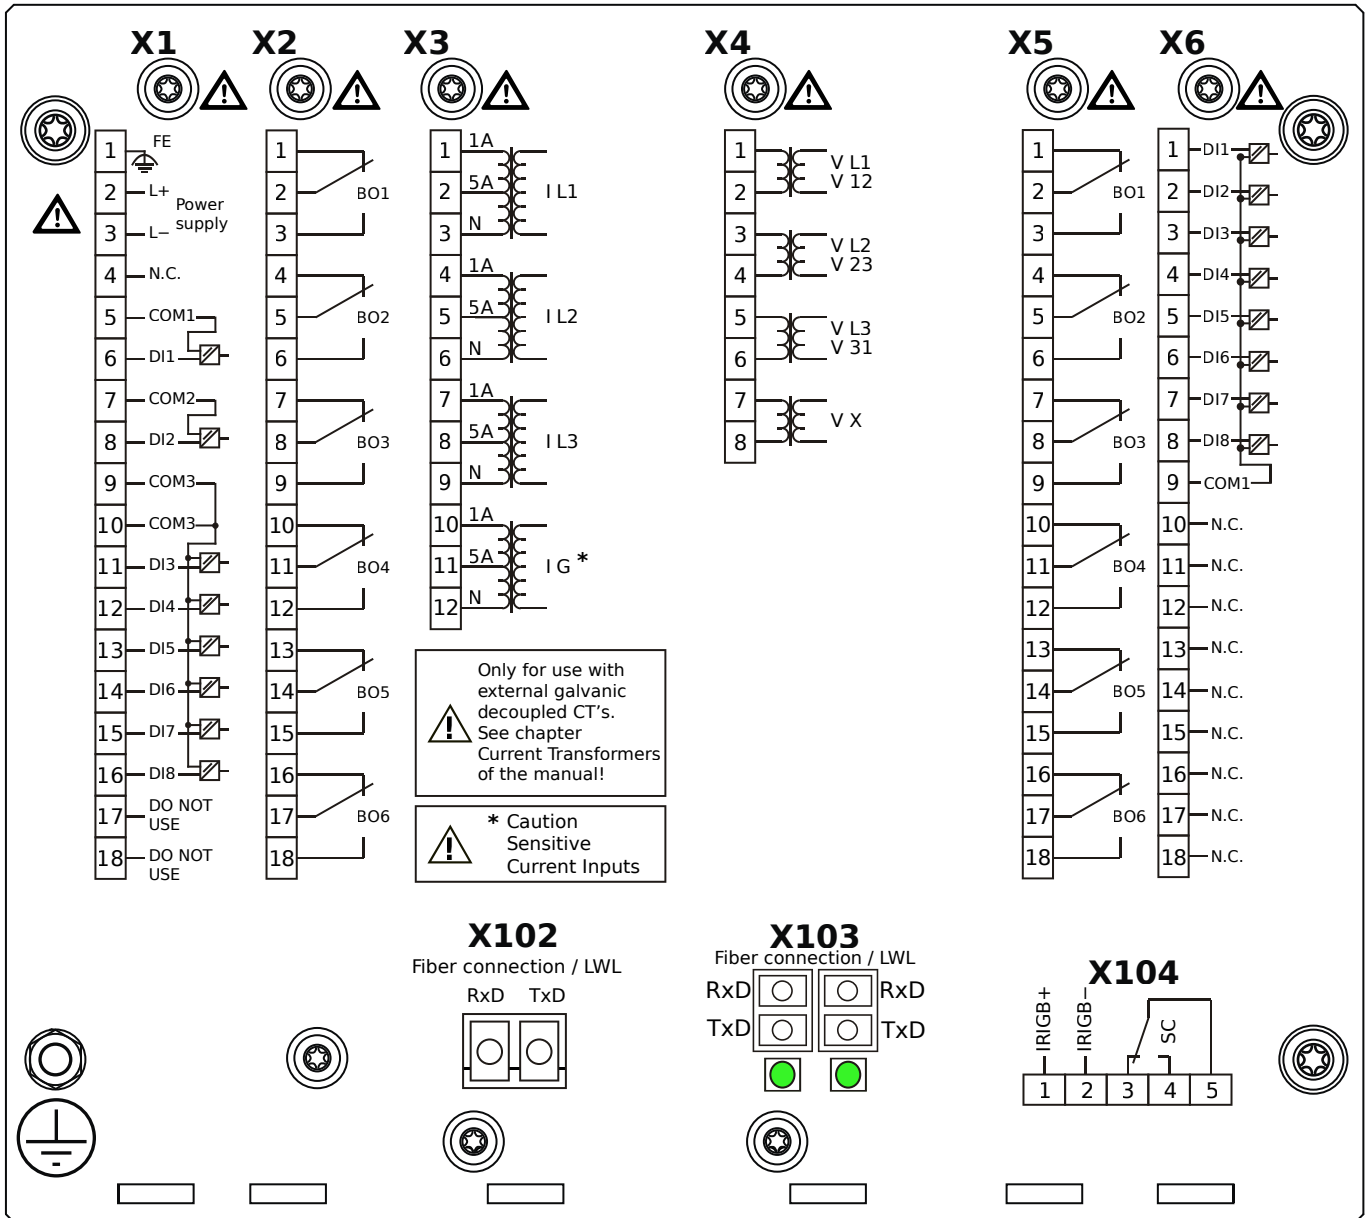 X1
X2
X3
X4
X5
X6
1 FE
2 L+
Power
supply
3 L−
4 N.C.
5 COM1
6 DI1
7 COM2
8 DI2
9 COM3
10 COM3
11 DI3
12 DI4
13 DI5
14 DI6
15 DI7
16 DI8
17 DO NOT
USE
18 DO NOT
USE
1
2 BO1
3
4
5 BO2
6
7
8 BO3
9
10
11 BO4
12
13
14 BO5
15
16
17 BO6
18
1 1A
2 5A I L1
3 N
4 1A
5 5A I L2
6 N
7 1A
8 5A I L3
9 N
10 1A
11 5A I G *
12 N
Only for use with
external galvanic
decoupled CT's.
See chapter
Current Transformers
of the manual!
* Caution
Sensitive
Current Inputs
1 V L1
2 V 12
3 V L2
4 V 23
5 V L3
6 V 31
7 V X
8
1
2 BO1
3
4
5 BO2
6
7
8 BO3
9
10
11 BO4
12
13
14 BO5
15
16
17 BO6
18
1 DI1
2 DI2
3 DI3
4 DI4
5 DI5
6 DI6
7 DI7
8 DI8
9 COM1
10 N.C.
11 N.C.
12 N.C.
13 N.C.
14 N.C.
15 N.C.
16 N.C.
17 N.C.
18 N.C.
X102
Fiber connection / LWL
RxD TxD
X103
Fiber connection / LWL
RxD RxD
TxD TxD
X104
IRIGB+
IRIGB−
SC
1 2 3 4 5